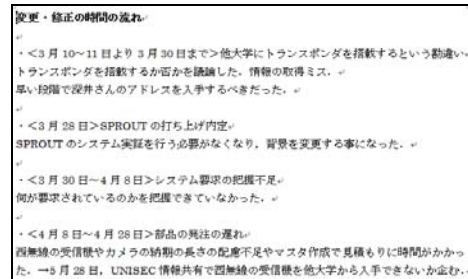 変更・修正の時間の流れ
・<3月10～11日より3月30日まで>他大学にトランスポンダを搭載するという勘違い
トランスポンダを搭載するか否かを議論した．情報の取得ミス．
早い段階で深井さんのアドレスを入手するべきだった．
・<3月28日>SPROUTの打ち上げ内定
SPROUTのシステム実証を行う必要がなくなり，背景を変更する事になった．
・<3月30日～4月8日>システム要求の把握不足
何が要求されているのかを把握できていなかった．
・<4月8日～4月28日>部品の発注の遅れ
西無線の受信機やカメラの納期の長さの配慮不足やマスタ作成で見積もりに時間がかかっ
た．→5月28日，UNISEC情報共有で西無線の受信機を他大学から入手できないか含む．